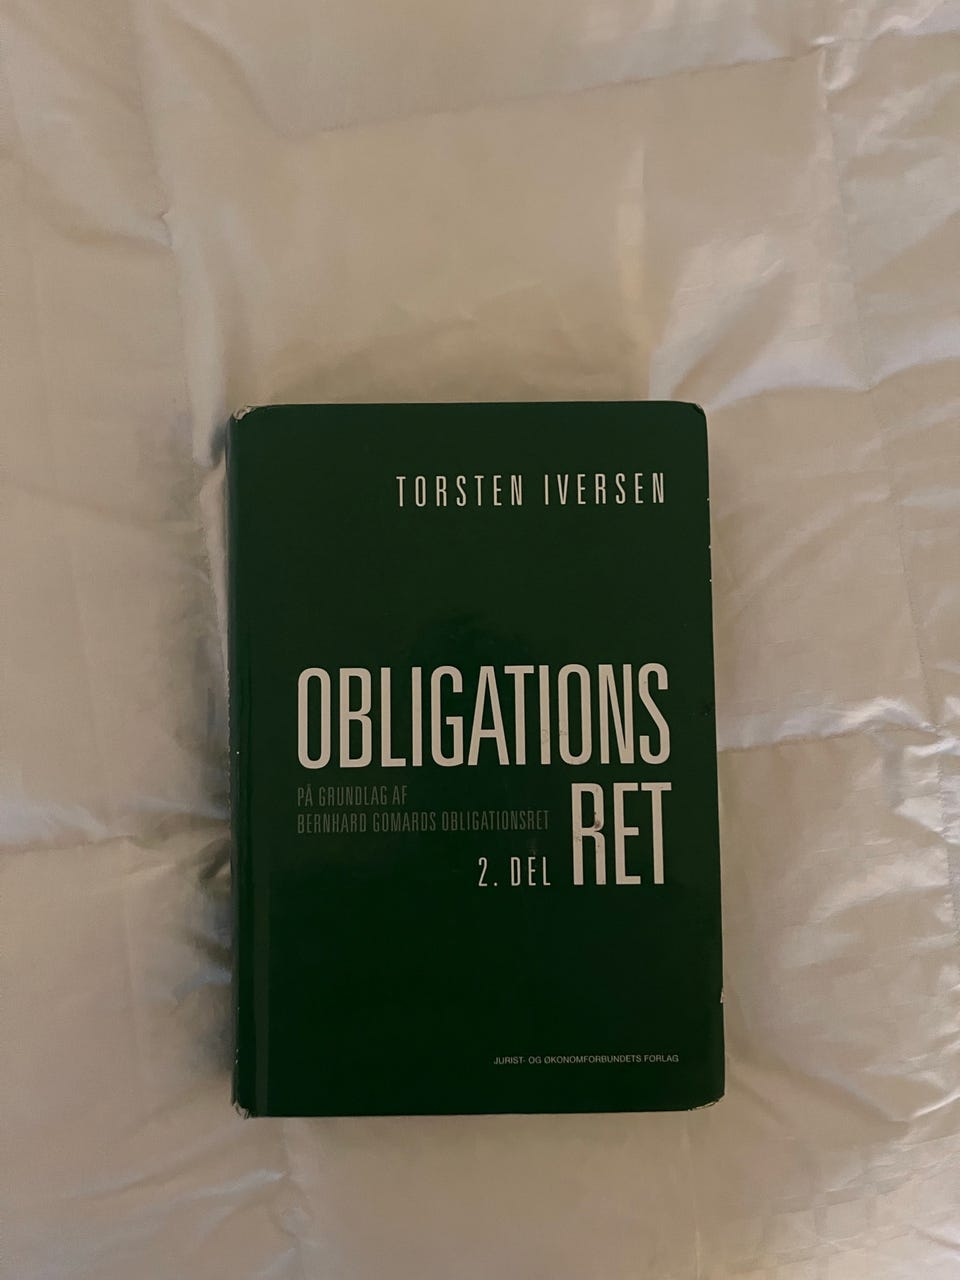 TORSTEN IVERSEN
OBLIGATIONS
PÅ GRUNDLAG AF
BERNHARD GOMARDS OBLIGATIONSRET
2. DEL
RET
JURIST- OG ØKONOMFORBUNDETS FORLAG